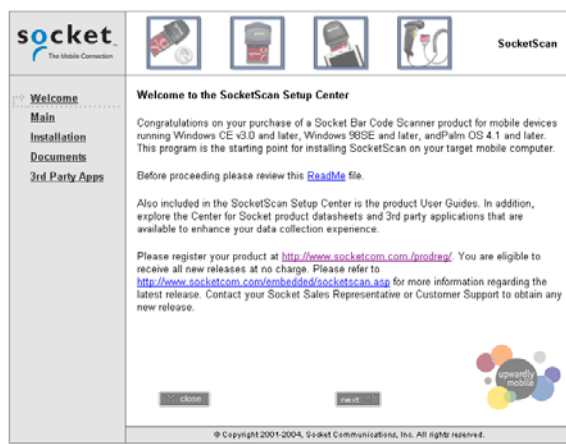 socket
The Mobile Connection
SocketScan
Welcome
Main
Installation
Documents
3rd Party Apps
Welcome to the SocketScan Setup Center
Congratulations on your purchase of a Socket Bar Code Scanner product for mobile devices
running Windows CE v3.0 and later, Windows 98SE and later, andPalm OS 4.1 and later.
This program is the starting point for installing SocketScan on your target mobile computer.
Before proceeding please review this ReadMe file.
Also included in the SocketScan Setup Center is the product User Guides. In addition,
explore the Center for Socket product datasheets and 3rd party applications that are
available to enhance your data collection experience.
Please register your product at http://www.socketcom.com./prodreg/. You are eligible to
receive all new releases at no charge. Please refer to
http://www.socketcom.com/embedded/socketscan.asp for more information regarding the
latest release. Contact your Socket Sales Representative or Customer Support to obtain any
new release.
upwardly
mobile
close
next
© Copyright 2001-2004, Socket Communications, Inc. All rights reserved.